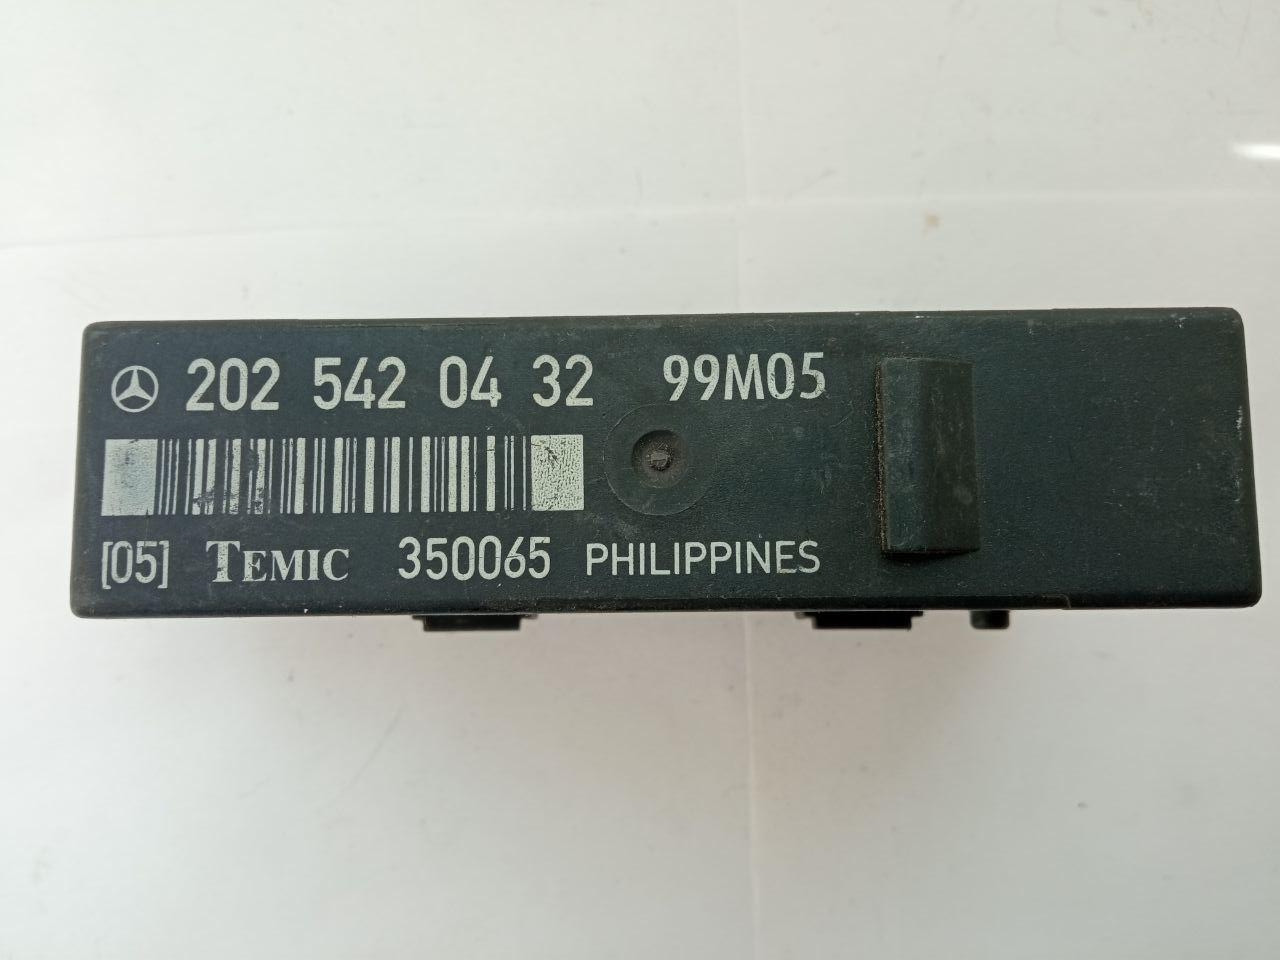 202 542 04 32 99M05
[05] TEMIC 350065 PHILIPPINES